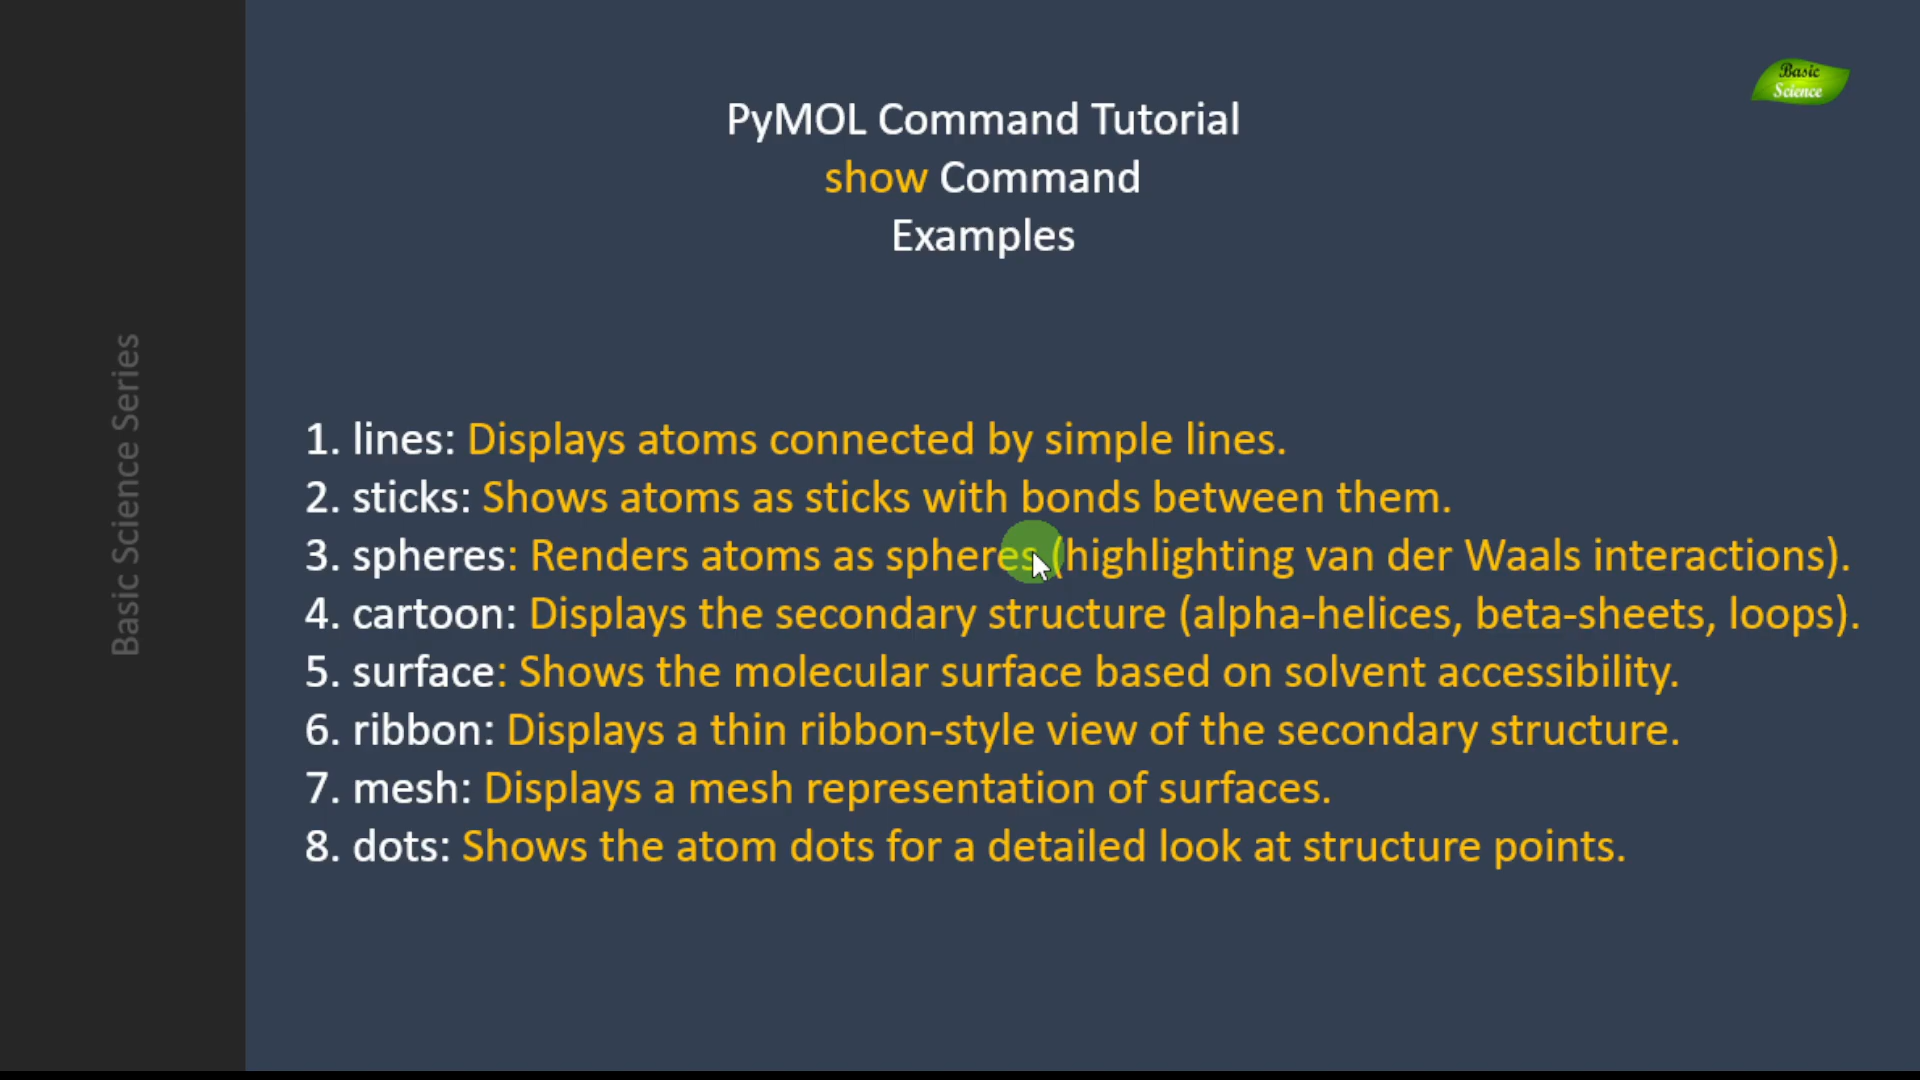 Basic
Science
PyMOL Command Tutorial
show Command
Examples
Basic Science Series
1. lines: Displays atoms connected by simple lines.
2. sticks: Shows atoms as sticks with bonds between them.
3. spheres: Renders atoms as spheres (highlighting van der Waals interactions).
4. cartoon: Displays the secondary structure (alpha-helices, beta-sheets, loops).
5. surface: Shows the molecular surface based on solvent accessibility.
6. ribbon: Displays a thin ribbon-style view of the secondary structure.
7. mesh: Displays a mesh representation of surfaces.
8. dots: Shows the atom dots for a detailed look at structure points.